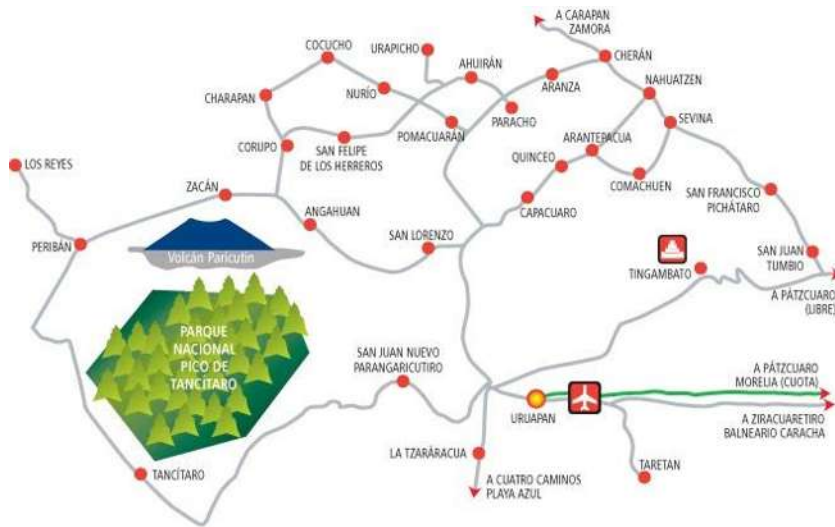 A CARAPAN
ZAMORA
COCUCHO
URAPICHO
AHUIRÁN
CHERÁN
NAHUATZEN
CHARAPAN
NURÍO
ARANZA
PARACHO
SEVINA
POMACUARÁN
ARANTEPACUA
CORUPO
SAN FELIPE
DE LOS HERREROS
QUINCEO
LOS REYES
COMACHUEN
ZACÁN
SAN FRANCISCO
PICHÁTARO
CAPACUARO
ANGAHUAN
SAN LORENZO
PERIBÁN
Volcán Paricutín
SAN JUAN
TUMBIO
TINGAMBATO
A PÁTZCUARO
(LIBRE)
PARQUE
NACIONAL
PICO DE
TANCÍTARO
SAN JUAN NUEVO
PARANGARICUTIRO
A PÁTZCUARO
MORELIA (CUOTA)
URUAPAN
A ZIRACUARETIRO
BALNEARIO CARACHA
LA TZARÁRACUA
TARETAN
TANCÍTARO
A CUATRO CAMINOS
PLAYA AZUL